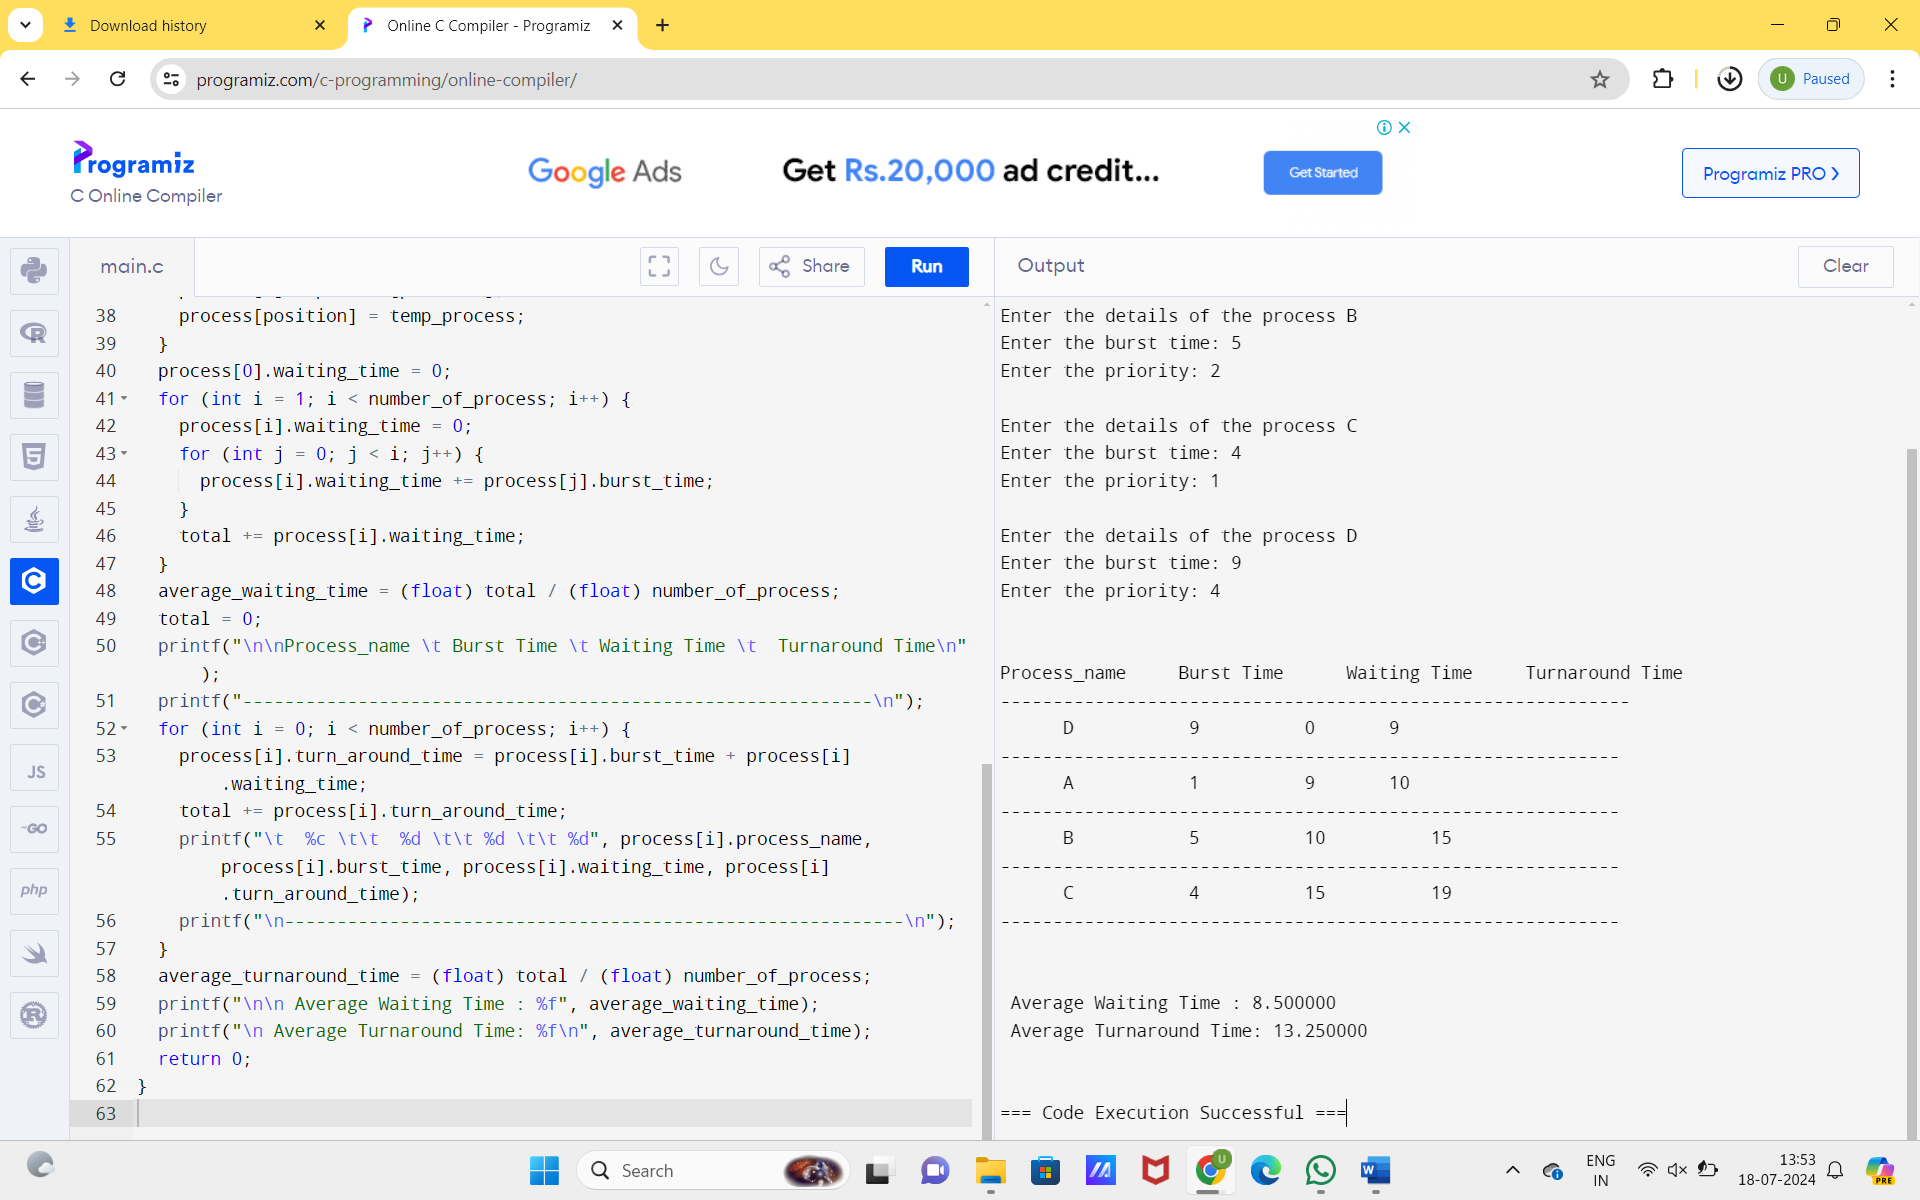 Download history
Online C Compiler - Programiz
programiz.com/c-programming/online-compiler/
U Paused
Programiz
C Online Compiler
Google Ads
Get Rs.20,000 ad credit...
Get Started
Programiz PRO
main.c
Share
Run
Output
Clear
38 process[position] = temp_process;
39 }
40 process[0].waiting_time = 0;
41 for (int i = 1; i < number_of_process; i++) {
42 process[i].waiting_time = 0;
43 for (int j = 0; j < i; j++) {
44 process[i].waiting_time += process[j].burst_time;
45 }
46 total += process[i].waiting_time;
47 }
48 average_waiting_time = (float) total / (float) number_of_process;
49 total = 0;
50 printf("\n\nProcess_name \t Burst Time \t Waiting Time \t  Turnaround Time\n"
);
51 printf("------------------------------------------------------------\n");
52 for (int i = 0; i < number_of_process; i++) {
53 process[i].turn_around_time = process[i].burst_time + process[i]
.waiting_time;
54 total += process[i].turn_around_time;
55 printf("\t  %c \t\t  %d \t\t %d \t\t %d", process[i].process_name,
process[i].burst_time, process[i].waiting_time, process[i]
.turn_around_time);
56 printf("\n-----------------------------------------------------------\n");
57 }
58 average_turnaround_time = (float) total / (float) number_of_process;
59 printf("\n\n Average Waiting Time : %f", average_waiting_time);
60 printf("\n Average Turnaround Time: %f\n", average_turnaround_time);
61 return 0;
62 }
63
Enter the details of the process B
Enter the burst time: 5
Enter the priority: 2
Enter the details of the process C
Enter the burst time: 4
Enter the priority: 1
Enter the details of the process D
Enter the burst time: 9
Enter the priority: 4
Process_name Burst Time Waiting Time Turnaround Time
------------------------------------------------------------
D 9 0 9
-----------------------------------------------------------
A 1 9 10
-----------------------------------------------------------
B 5 10 15
-----------------------------------------------------------
C 4 15 19
-----------------------------------------------------------
Average Waiting Time : 8.500000
Average Turnaround Time: 13.250000
=== Code Execution Successful ===
JS
GO
php
Search
ENG
IN
13:53
18-07-2024
PRE